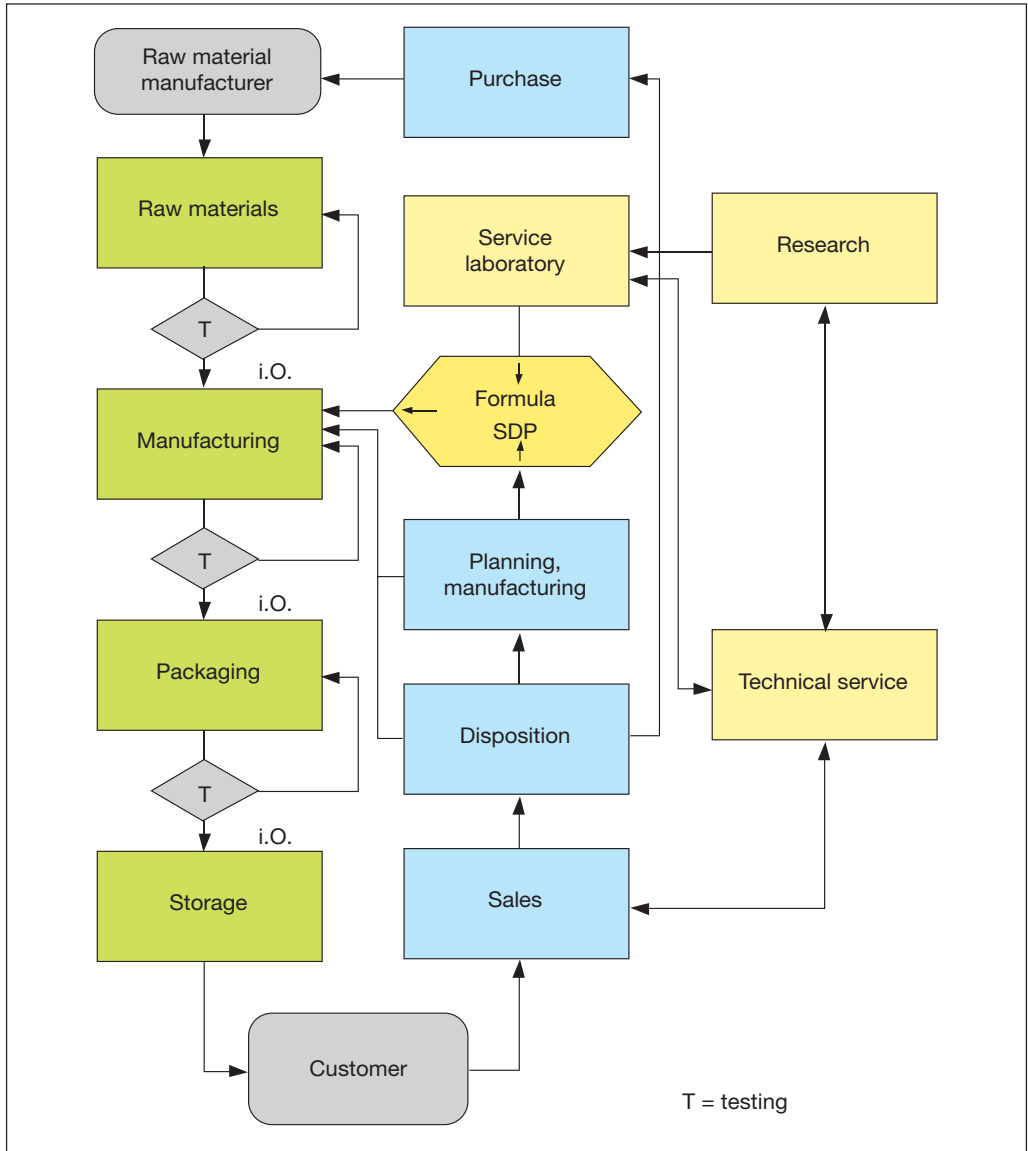 Raw material
manufacturer
Purchase
Raw materials
Service
laboratory
Research
T
i.O.
Formula
SDP
Manufacturing
T
Planning,
manufacturing
i.O.
Packaging
Technical service
Disposition
T
i.O.
Storage
Sales
Customer
T = testing